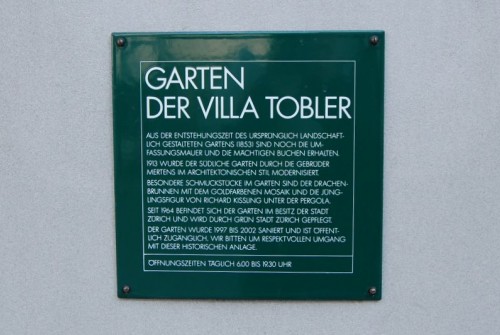 GARTEN
DER VILLA TOBLER
AUS DER ENTSTEHUNGSZEIT DES URSPRÜNGLICH LANDSCHAFT-
LICH GESTALTETEN GARTENS (1853) SIND NOCH DIE UM-
FASSUNGSMAUER UND DIE MÄCHTIGEN BUCHEN ERHALTEN.
1913 WURDE DER SÜDLICHE GARTEN DURCH DIE GEBRÜDER
MERTENS IM ARCHITEKTONISCHEN STIL MODERNISIERT.
BESONDERE SCHMUCKSTÜCKE IM GARTEN SIND DER DRACHEN-
BRUNNEN MIT DEM GOLDFARBENEN MOSAIK UND DIE JÜNG-
LINGSFIGUR VON RICHARD KISSLING UNTER DER PERGOLA.
SEIT 1964 BEFINDET SICH DER GARTEN IM BESITZ DER STADT
ZÜRICH UND WIRD DURCH GRÜN STADT ZÜRICH GEPFLEGT.
DER GARTEN WURDE 1997 BIS 2002 SANIERT UND IST ÖFFENT-
LICH ZUGÄNGLICH. WIR BITTEN UM RESPEKTVOLLEN UMGANG
MIT DIESER HISTORISCHEN ANLAGE.
ÖFFNUNGSZEITEN TÄGLICH 6.00 BIS 19.30 UHR